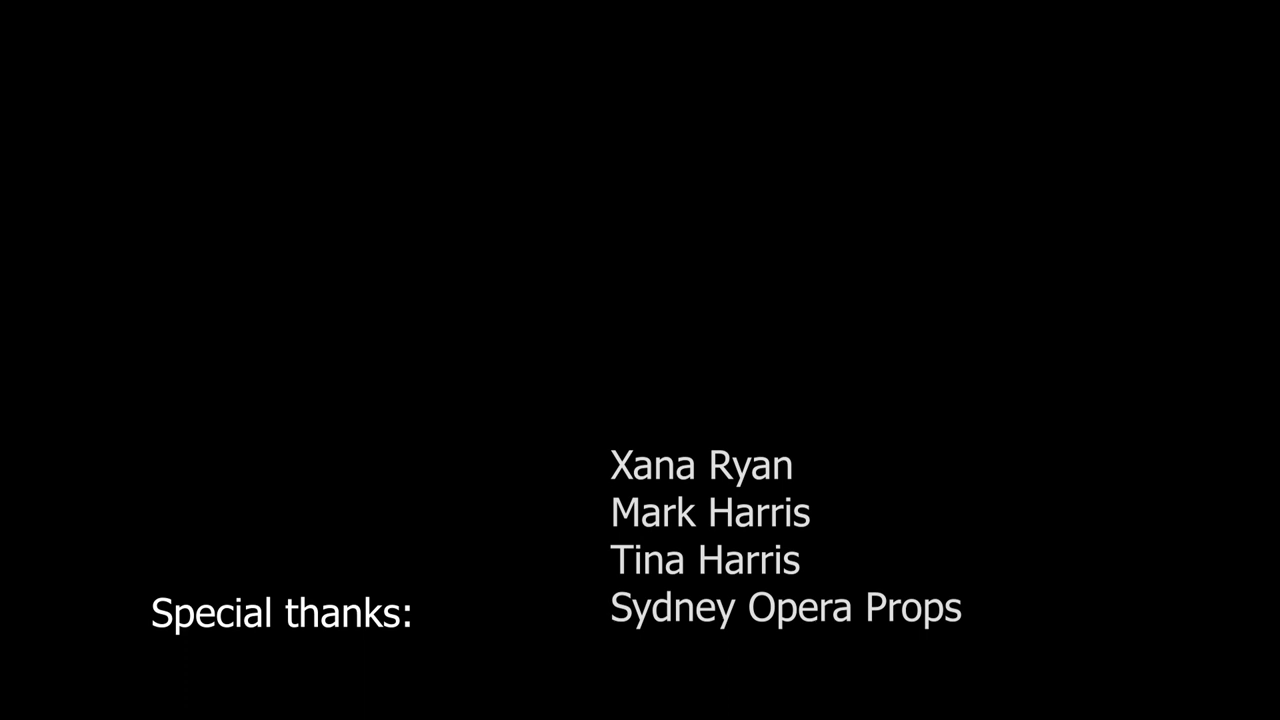 Xana Ryan
Mark Harris
Tina Harris
Special thanks: Sydney Opera Props